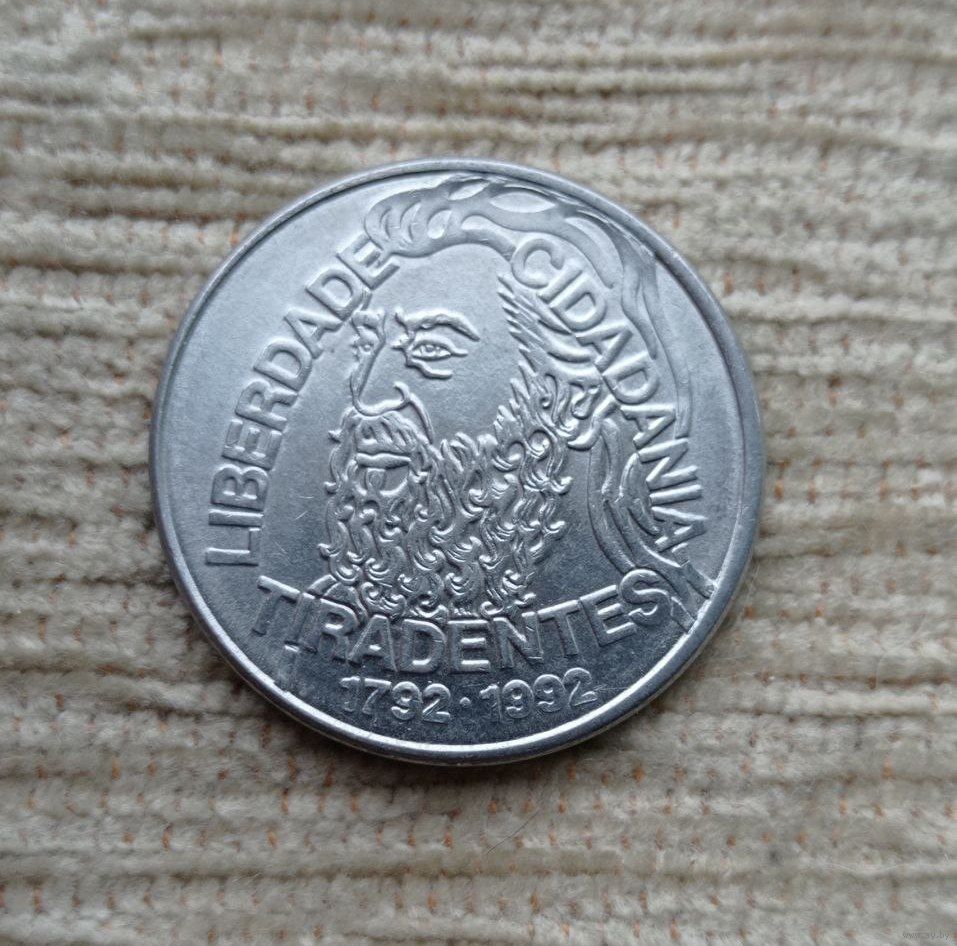 LIBERDADE
CIDADANIA
TIRADENTES
1792 · 1992